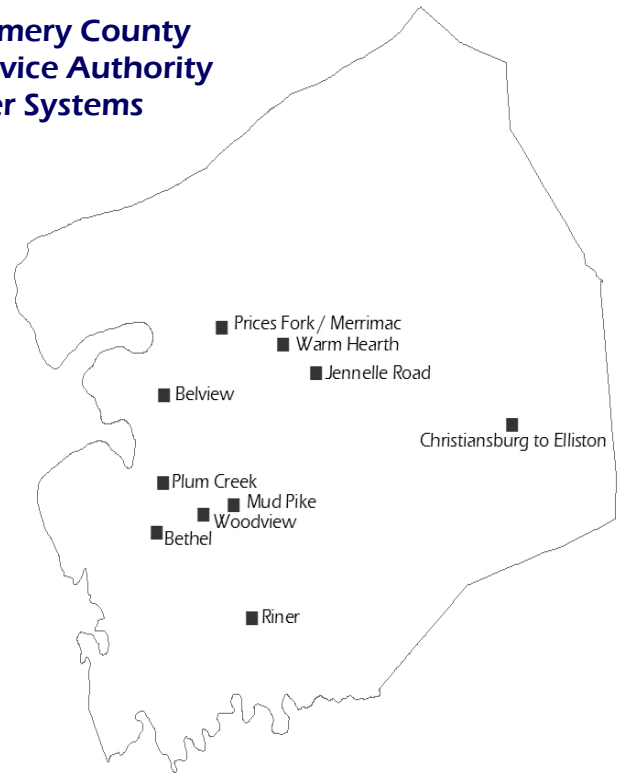 mery County
vice Authority
er Systems
Prices Fork / Merrimac
Warm Hearth
Jennelle Road
Belview
Christiansburg to Elliston
Plum Creek
Mud Pike
Woodview
Bethel
Riner